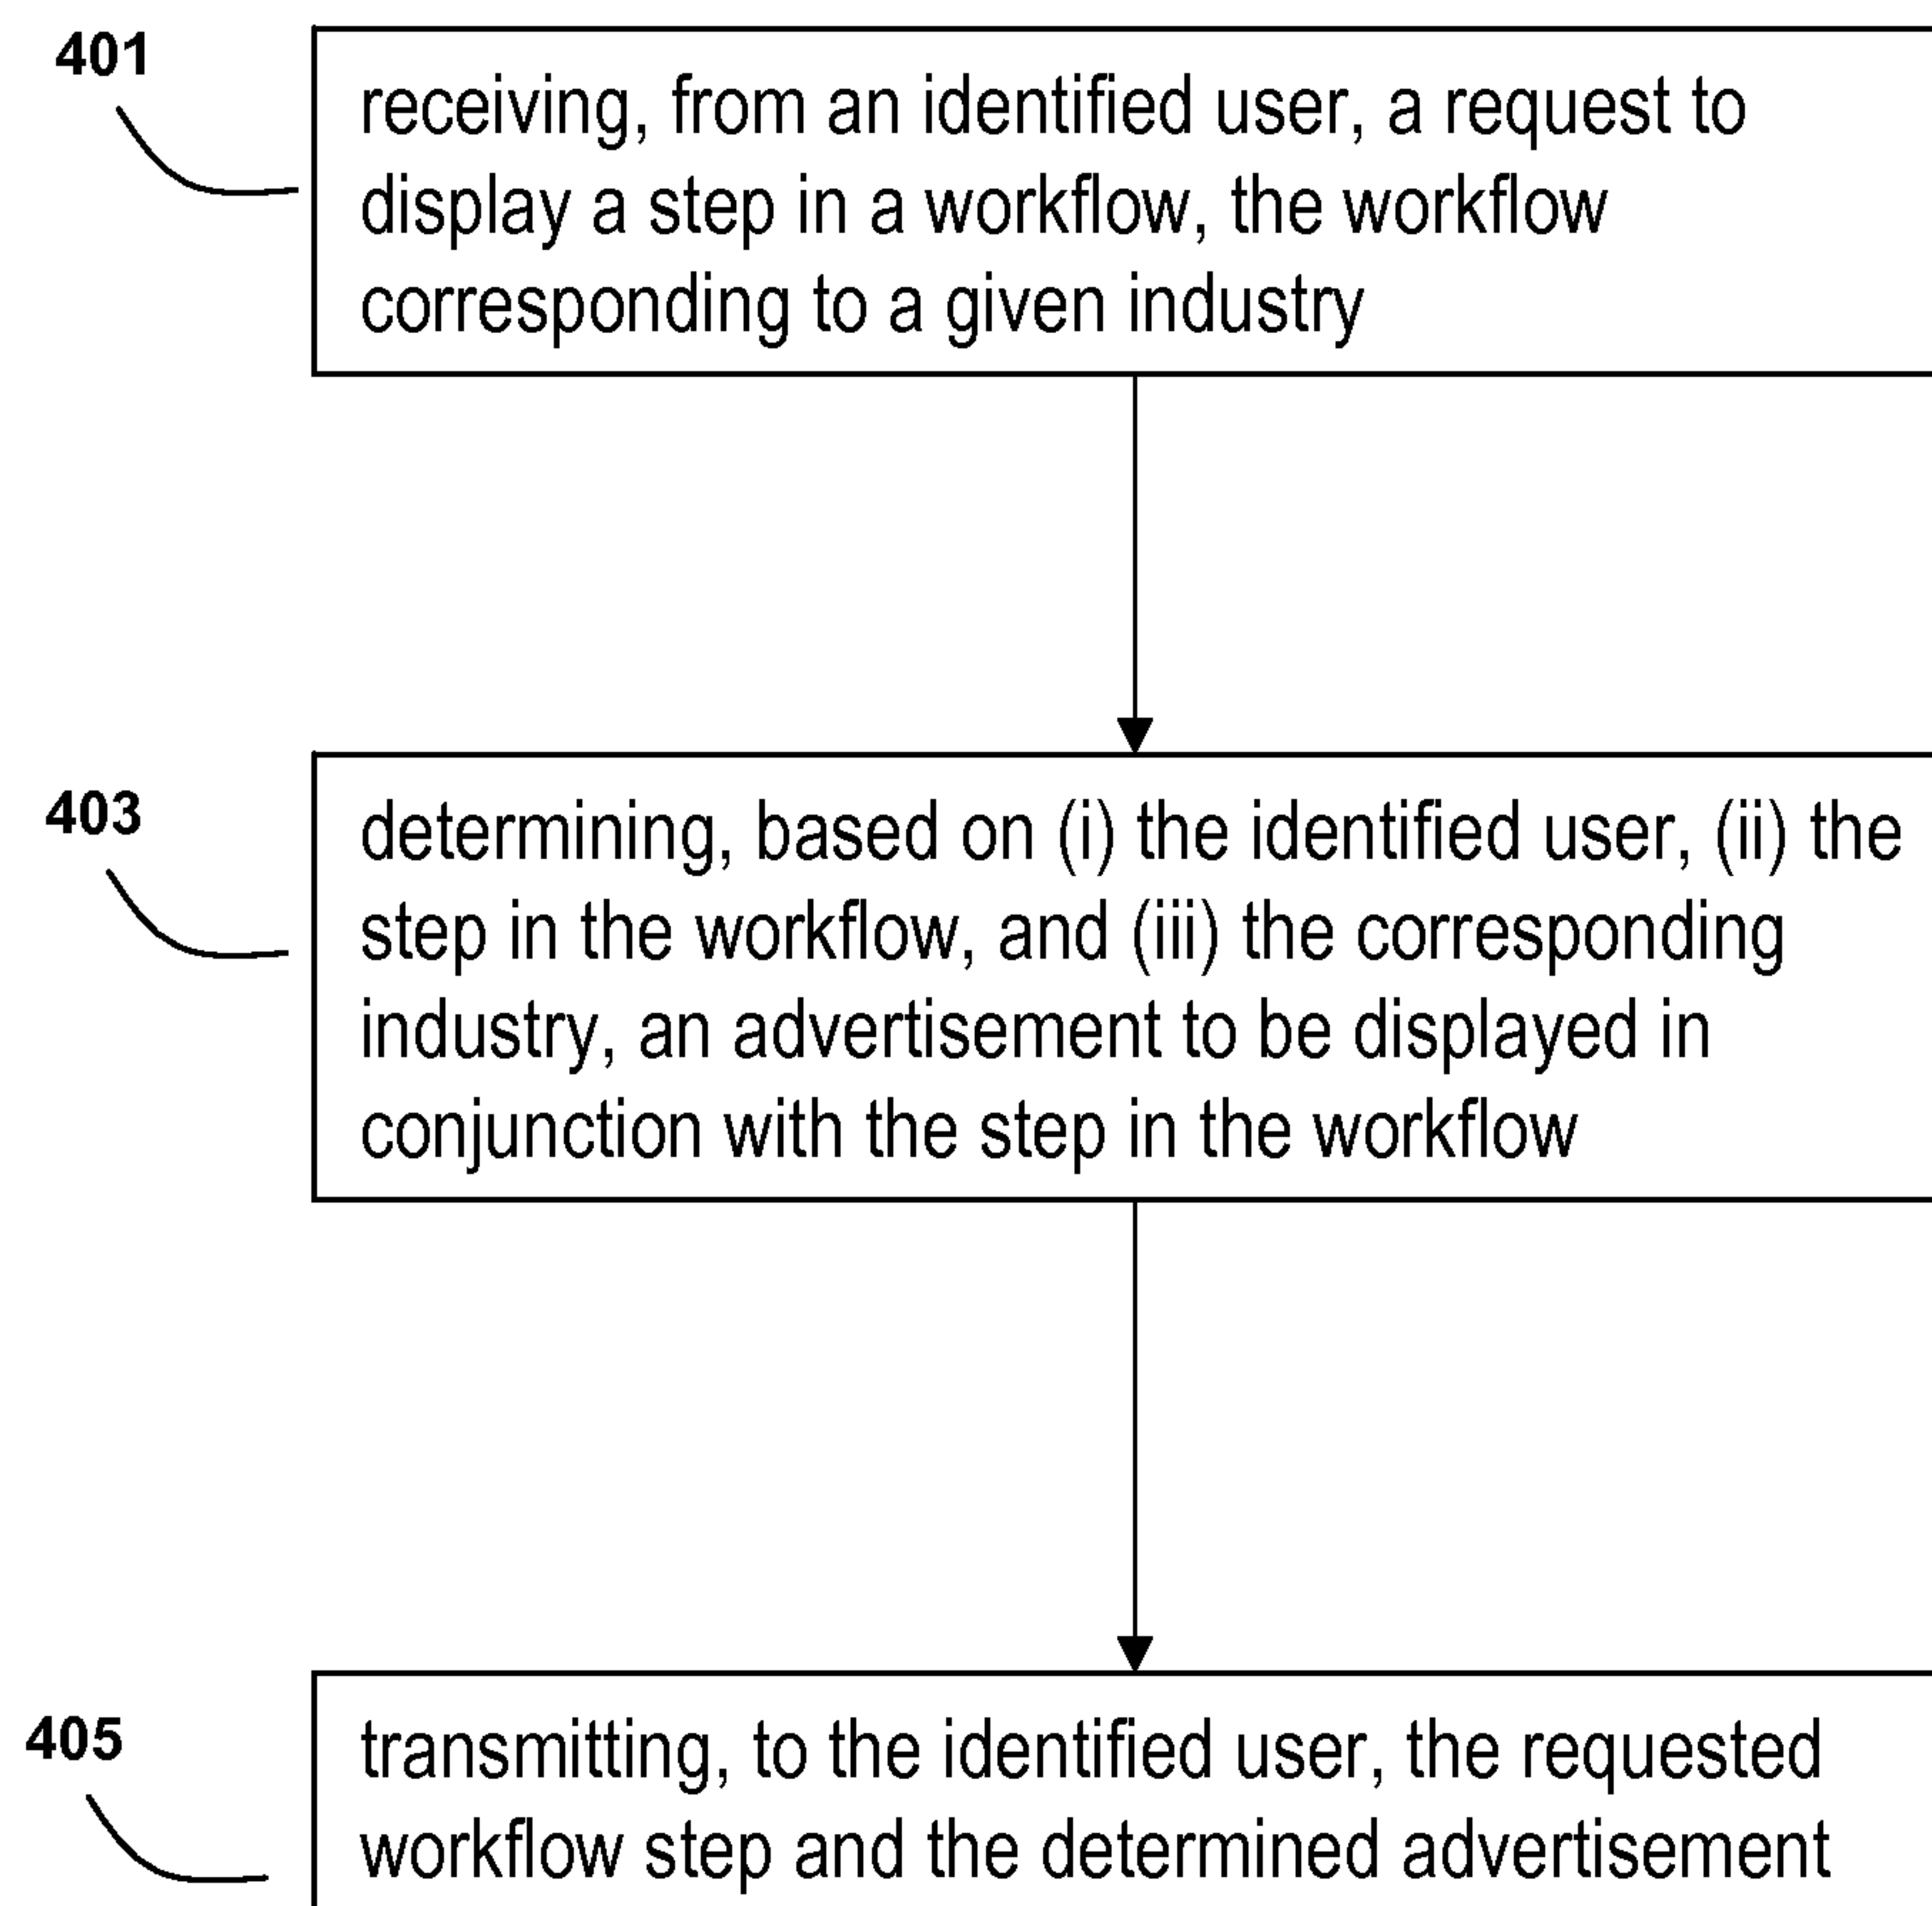 401
receiving, from an identified user, a request to
display a step in a workflow, the workflow
corresponding to a given industry
403
determining, based on (i) the identified user, (ii) the
step in the workflow, and (iii) the corresponding
industry, an advertisement to be displayed in
conjunction with the step in the workflow
405
transmitting, to the identified user, the requested
workflow step and the determined advertisement